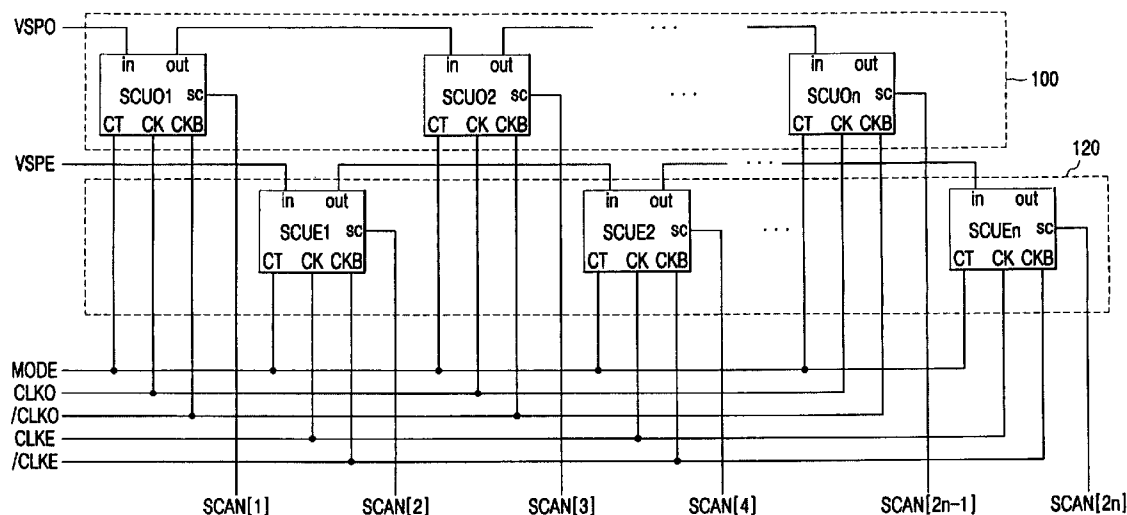 VSPO
in out
SCUO1 sc
CT CK CKB
in out
SCUO2 sc
CT CK CKB
. . .
. . .
in out
SCUOn sc
CT CK CKB
100
VSPE
in out
SCUE1 sc
CT CK CKB
in out
SCUE2 sc
CT CK CKB
. . .
. . .
in out
SCUEn sc
CT CK CKB
120
MODE
CLKO
/CLKO
CLKE
/CLKE
SCAN[1] SCAN[2] SCAN[3] SCAN[4] SCAN[2n-1] SCAN[2n]